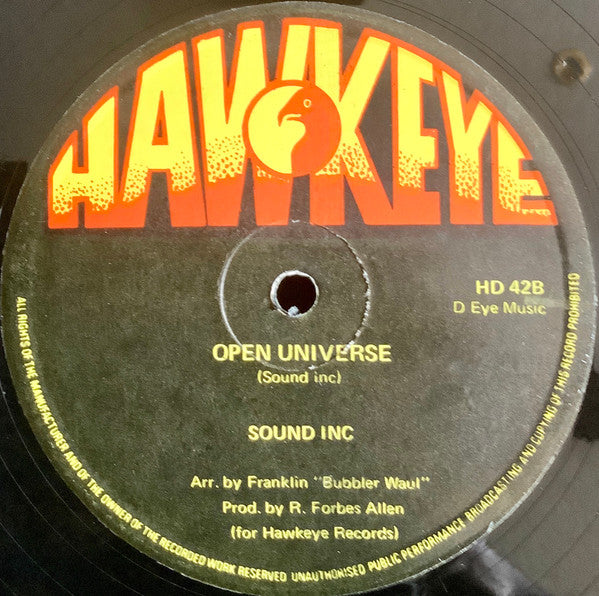 HAWKEYE
HD 42B
D Eye Music
OPEN UNIVERSE
(Sound inc)
SOUND INC
Arr. by Franklin "Bubbler Waul"
Prod. by R. Forbes Allen
(for Hawkeye Records)
ALL RIGHTS OF THE MANUFACTURER AND OF THE OWNER OF THE RECORDED WORK RESERVED UNAUTHORISED PUBLIC PERFORMANCE BROADCASTING AND COPYING OF THIS RECORD PROHIBITED